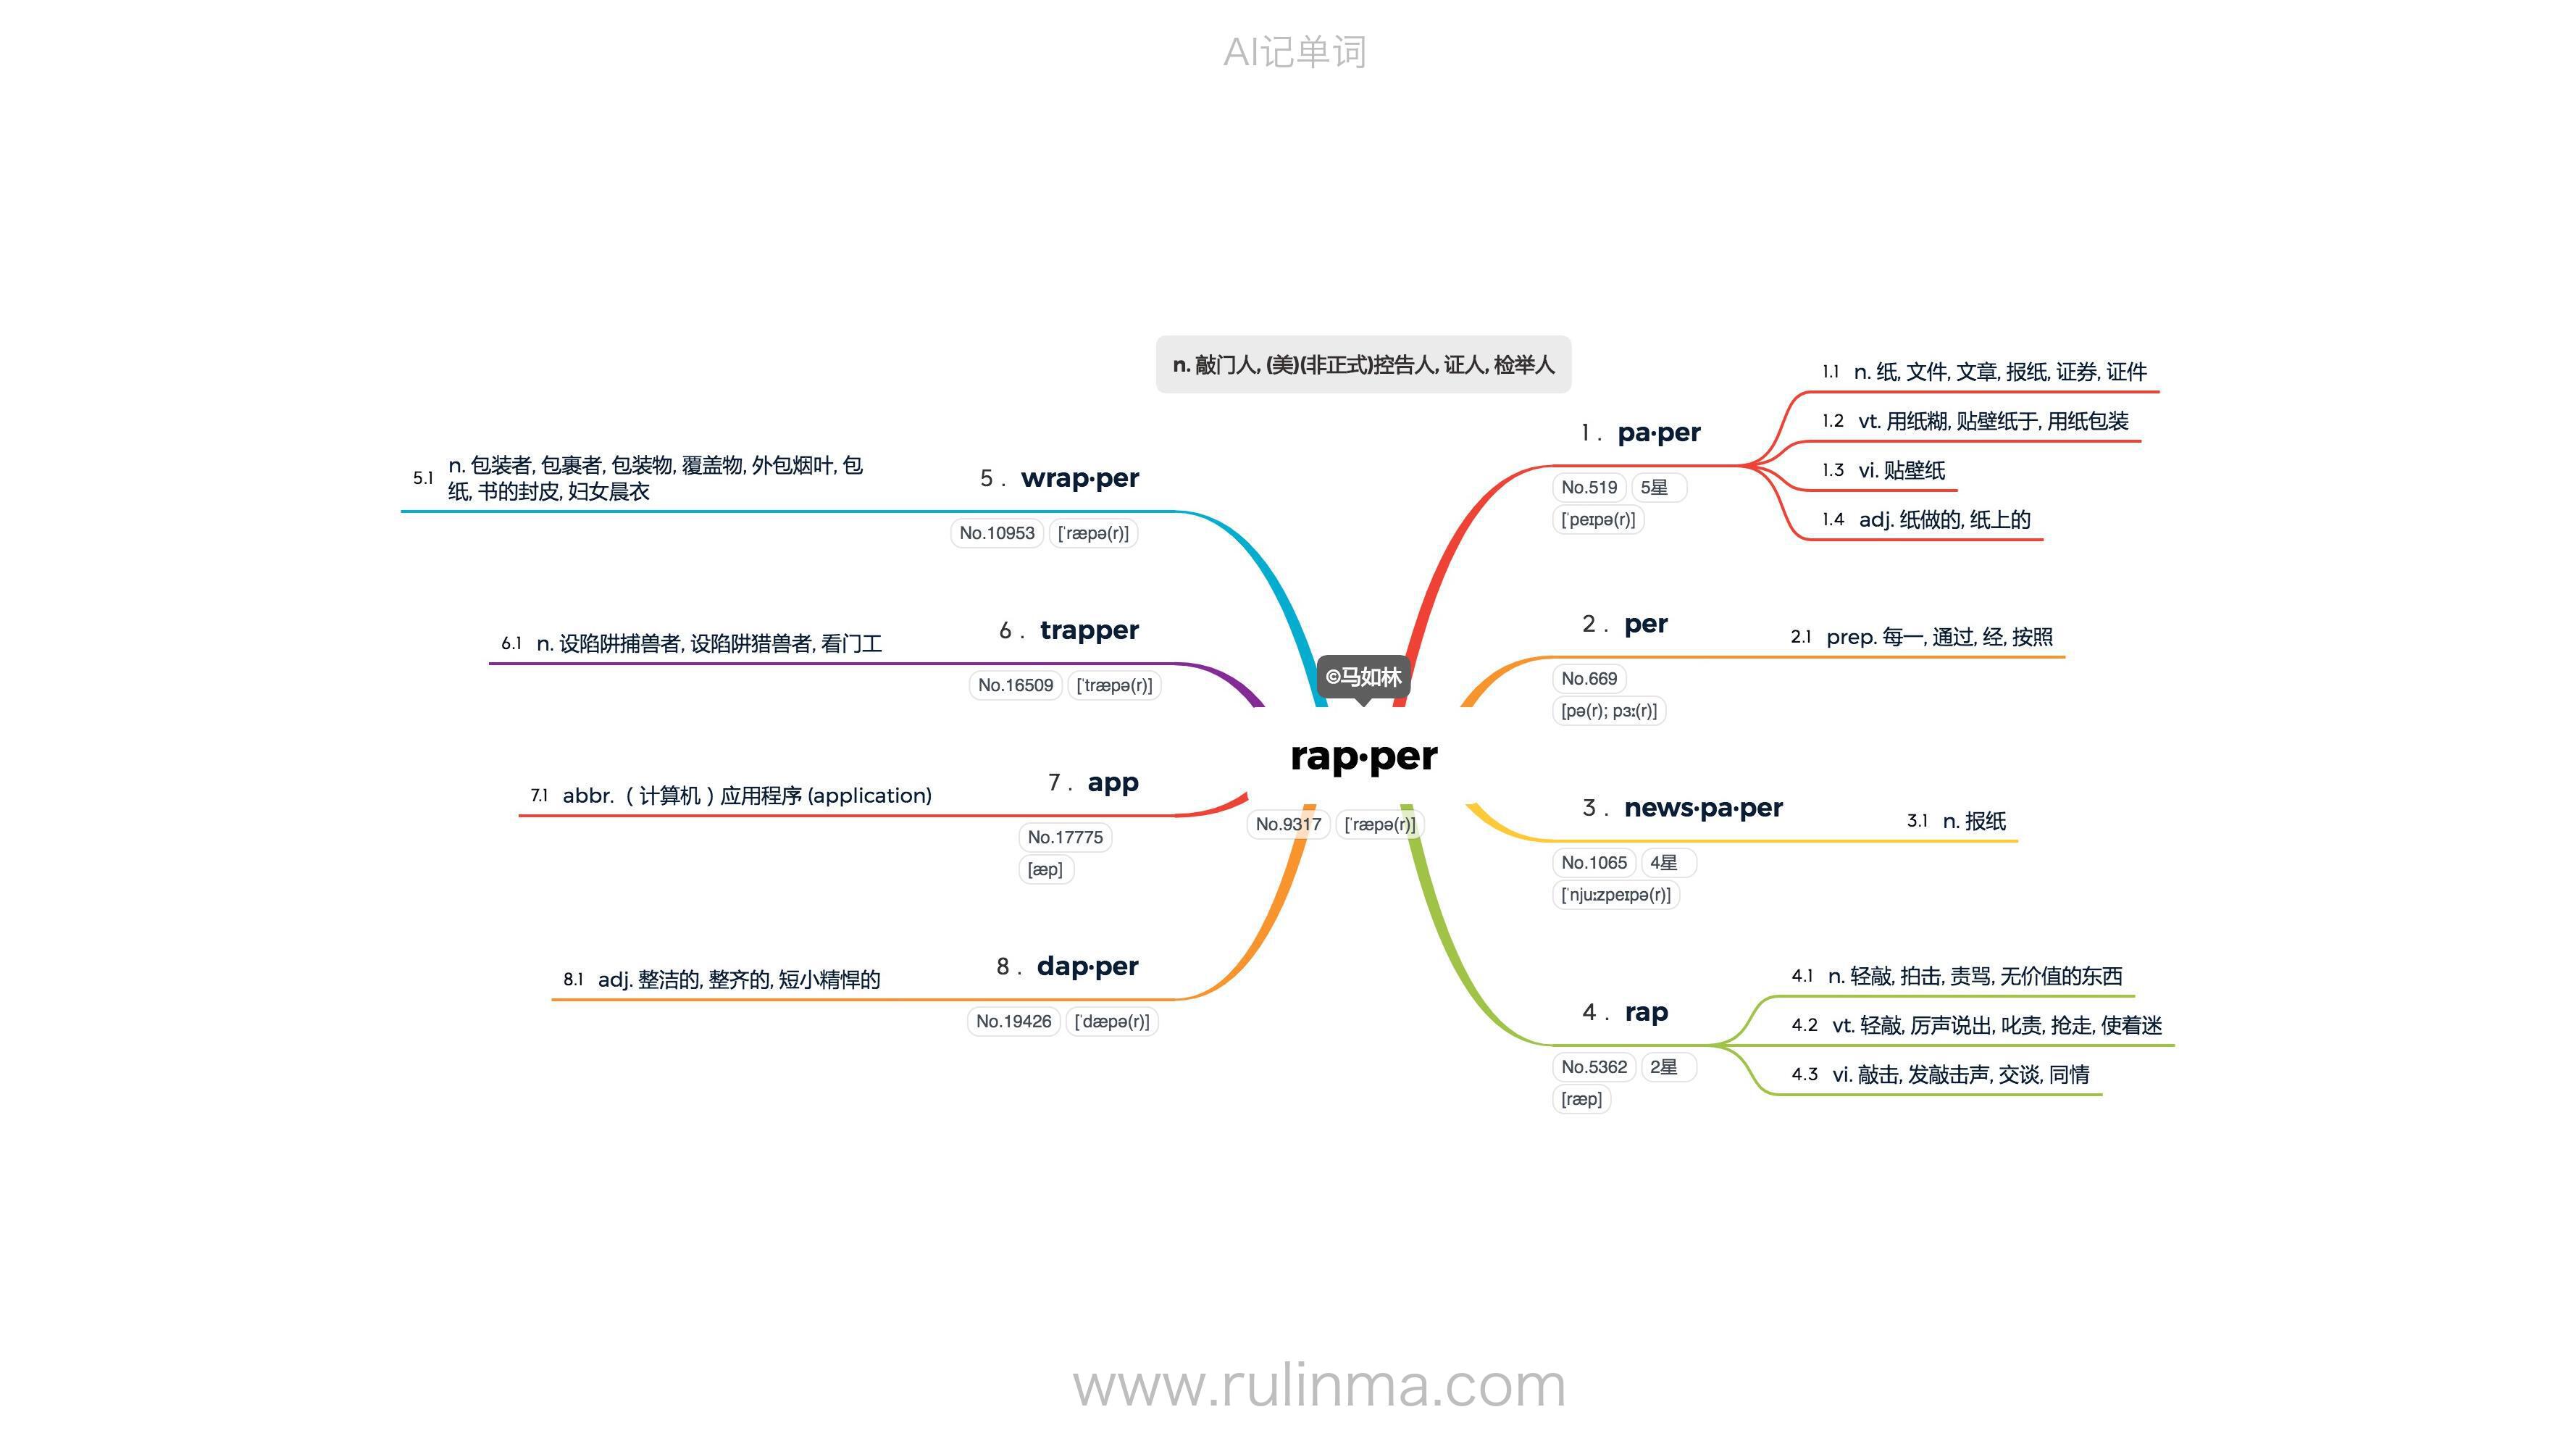 AI记单词
n. 敲门人, (美)(非正式)控告人, 证人, 检举人
©马如林
rap·per
No.9317 [ˈræpə(r)]
1 . pa·per
No.519 5星
[ˈpeɪpə(r)]
1.1 n. 纸, 文件, 文章, 报纸, 证券, 证件
1.2 vt. 用纸糊, 贴壁纸于, 用纸包装
1.3 vi. 贴壁纸
1.4 adj. 纸做的, 纸上的
2 . per
No.669
[pə(r); pɜː(r)]
2.1 prep. 每一, 通过, 经, 按照
3 . news·pa·per
No.1065 4星
[ˈnjuːzpeɪpə(r)]
3.1 n. 报纸
4 . rap
No.5362 2星
[ræp]
4.1 n. 轻敲, 拍击, 责骂, 无价值的东西
4.2 vt. 轻敲, 厉声说出, 叱责, 抢走, 使着迷
4.3 vi. 敲击, 发敲击声, 交谈, 同情
5 . wrap·per
No.10953 [ˈræpə(r)]
5.1 n. 包装者, 包裹者, 包装物, 覆盖物, 外包烟叶, 包
纸, 书的封皮, 妇女晨衣
6 . trapper
No.16509 [ˈtræpə(r)]
6.1 n. 设陷阱捕兽者, 设陷阱猎兽者, 看门工
7 . app
No.17775
[æp]
7.1 abbr.（计算机）应用程序 (application)
8 . dap·per
No.19426 [ˈdæpə(r)]
8.1 adj. 整洁的, 整齐的, 短小精悍的
www.rulinma.com